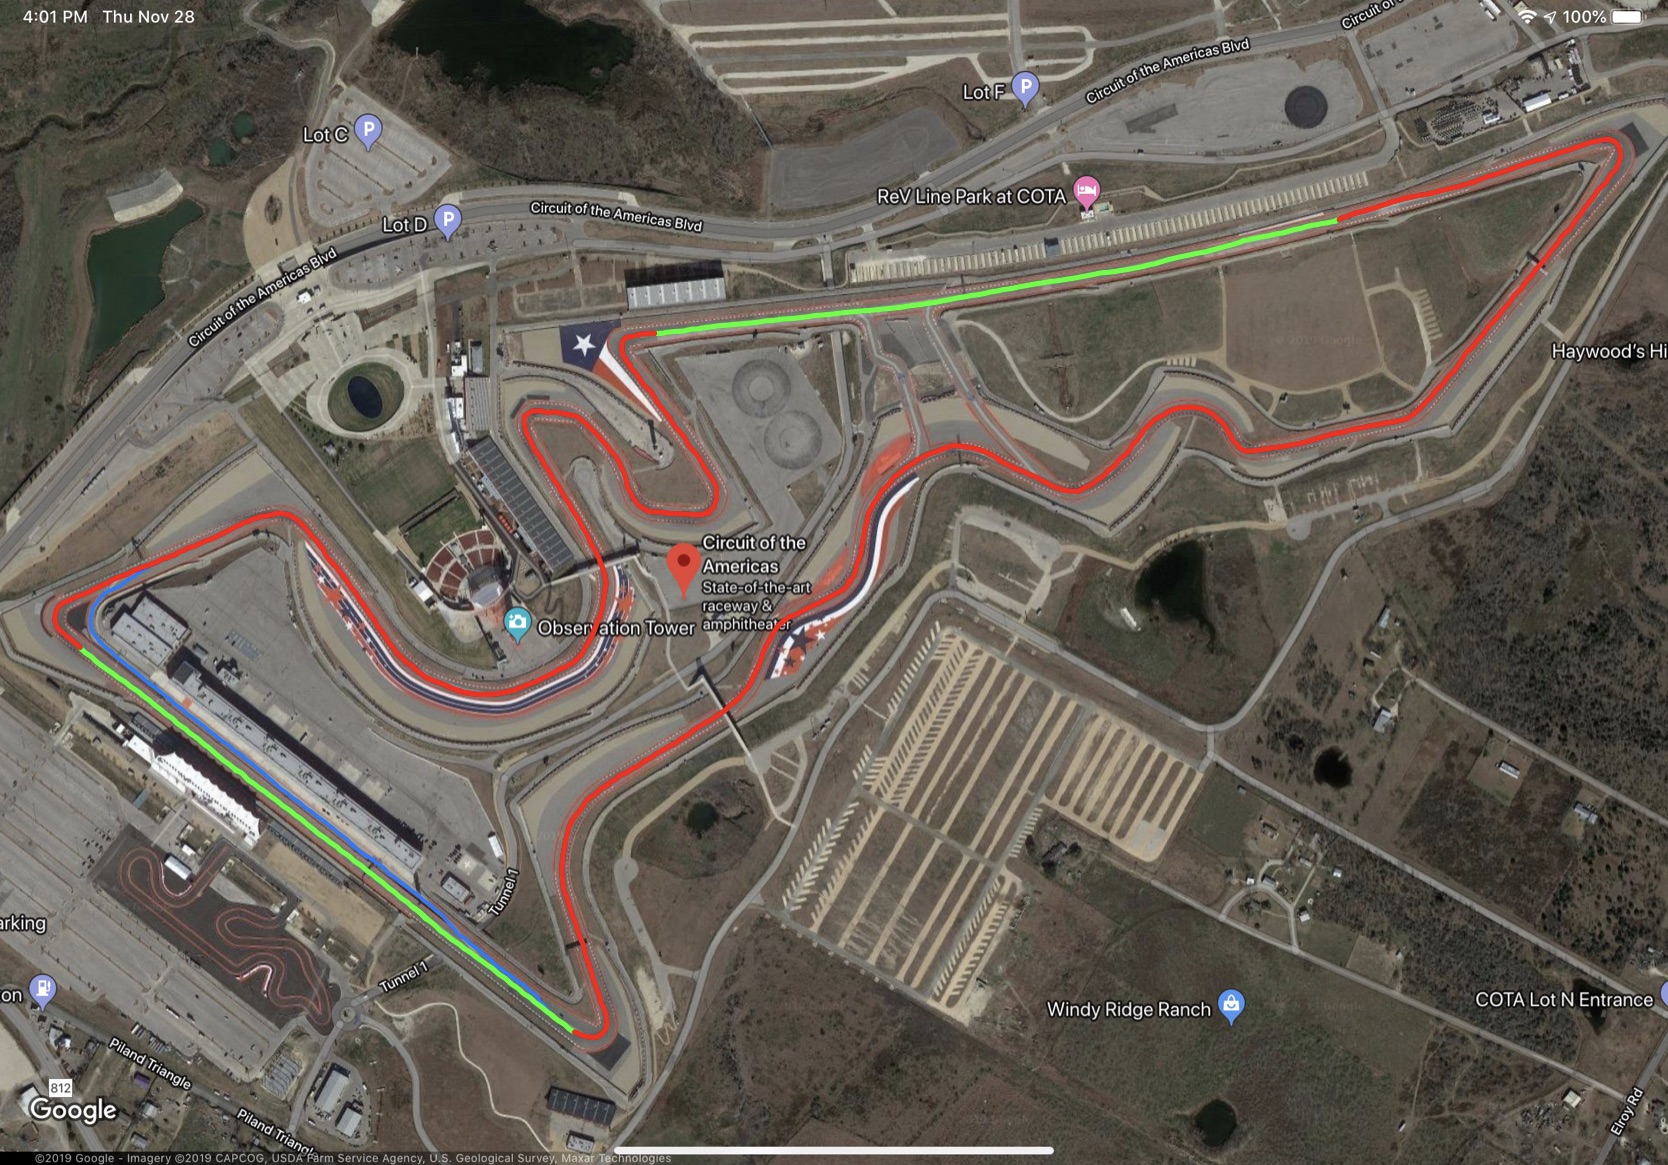 4:01 PM Thu Nov 28
100%
Circuit of
Circuit of the Americas Blvd
Lot F
Lot C
ReV Line Park at COTA
Lot D
Circuit of the Americas Blvd
Circuit of the Americas Blvd
Haywood's Hi
Circuit of the
Americas
State-of-the-art
raceway &
amphitheater
Observation Tower
Tunnel 1
arking
Tunnel 1
on
Windy Ridge Ranch
COTA Lot N Entrance
Piland Triangle
812
Google
Piland Triangl
Elroy Rd
©2019 Google - Imagery ©2019 CAPCOG, USDA Farm Service Agency, U.S. Geological Survey, Maxar Technologies